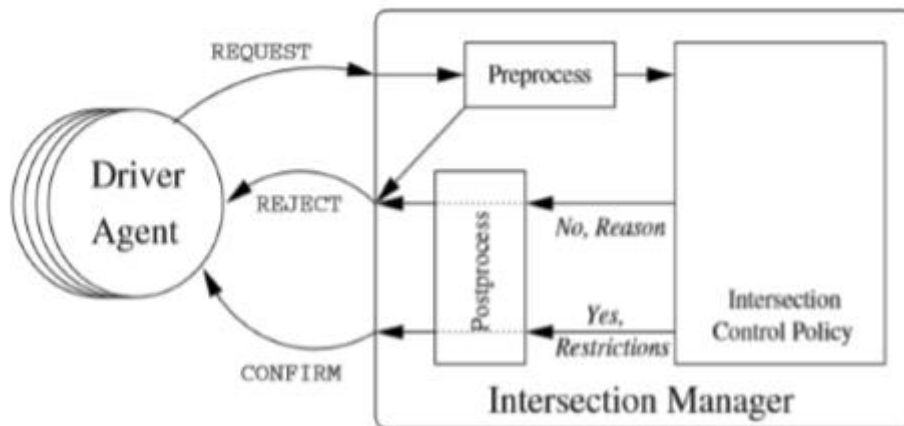 REQUEST
Preprocess
Driver
Agent
REJECT
Postprocess
No, Reason
Yes,
Restrictions
Intersection
Control Policy
CONFIRM
Intersection Manager